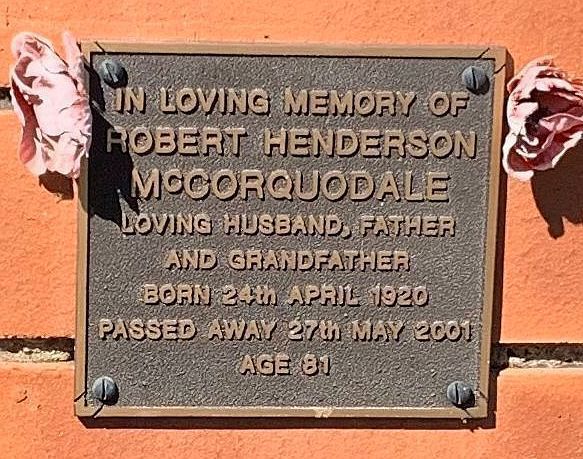 IN LOVING MEMORY OF
ROBERT HENDERSON
McCORQUODALE
LOVING HUSBAND, FATHER
AND GRANDFATHER
BORN 24th APRIL 1920
PASSED AWAY 27th MAY 2001
AGE 81